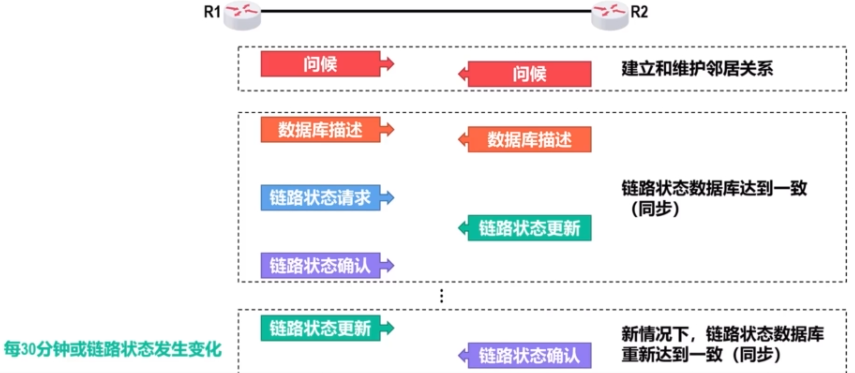 R1
R2
问候
问候
建立和维护邻居关系
数据库描述
数据库描述
链路状态请求
链路状态更新
链路状态确认
链路状态数据库达到一致
（同步）
每30分钟或链路状态发生变化
链路状态更新
链路状态确认
新情况下，链路状态数据库
重新达到一致（同步）